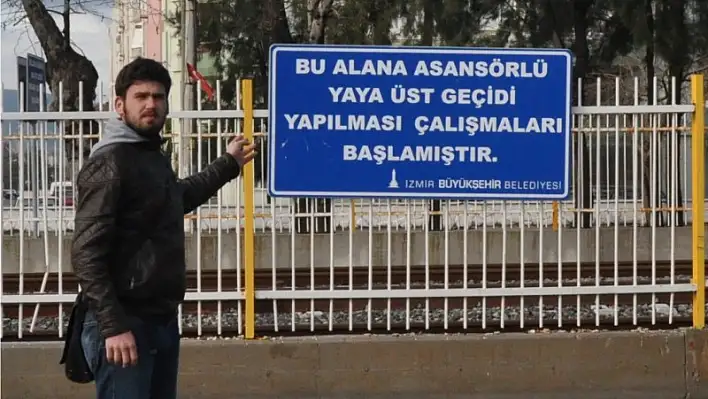 BU ALANA ASANSÖRLÜ
YAYA ÜST GEÇİDİ
YAPILMASI ÇALIŞMALARI
BAŞLAMIŞTIR.
İZMİR BÜYÜKŞEHİR BELEDİYESİ